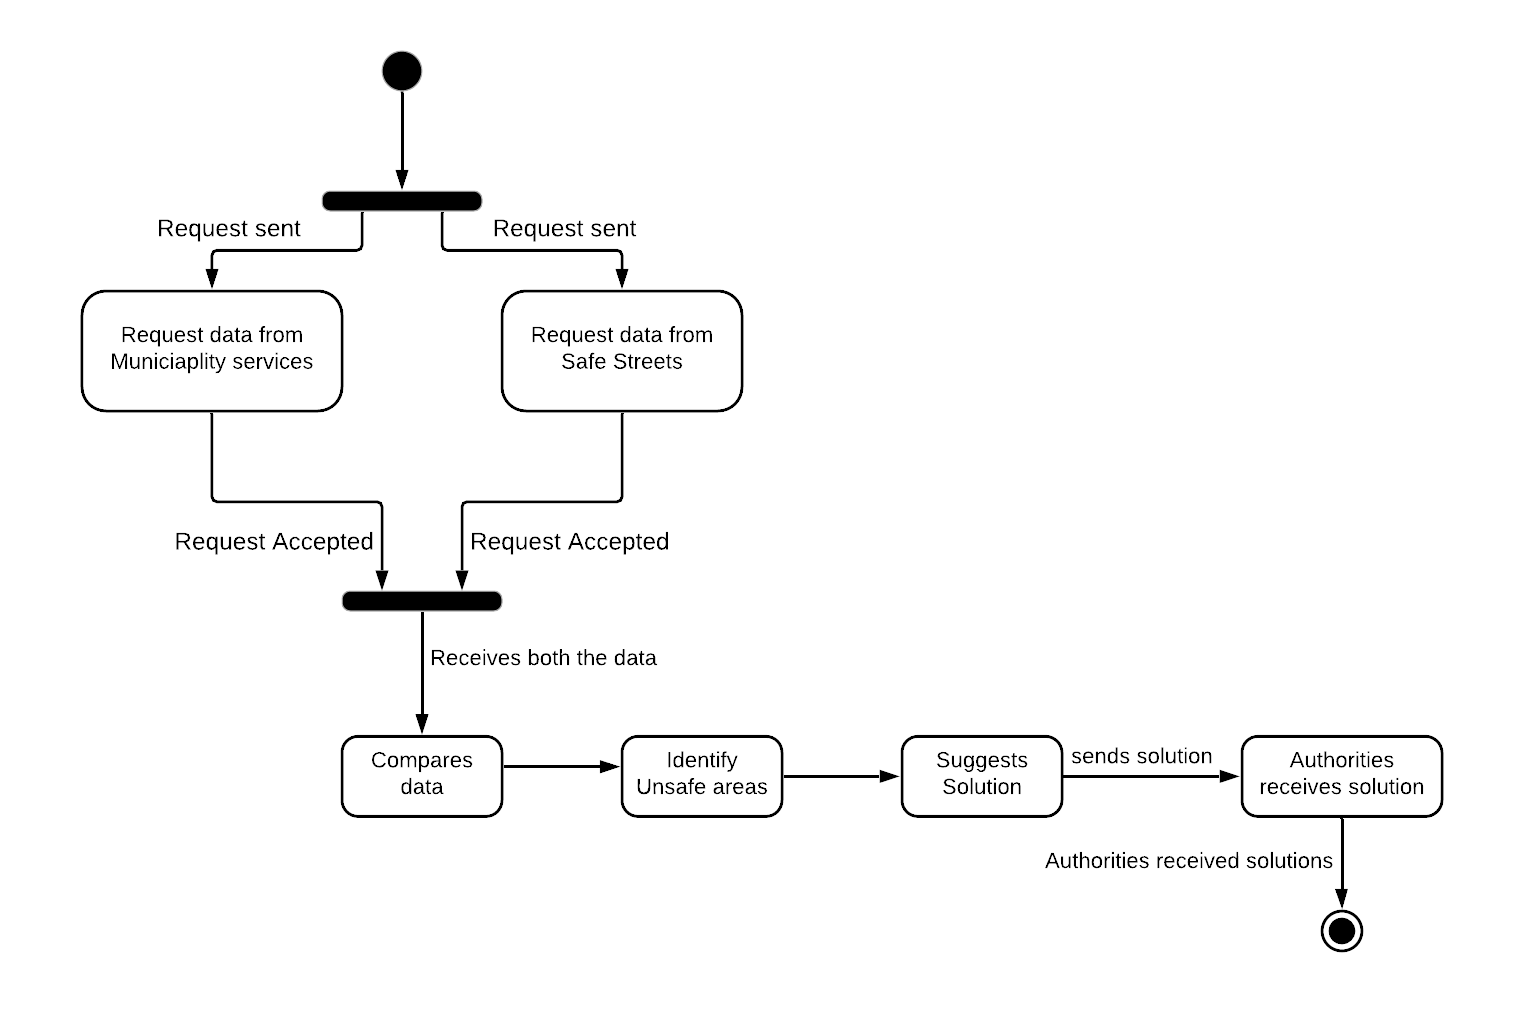 Request sent
Request sent
Request data from
Municiaplity services
Request data from
Safe Streets
Request Accepted
Request Accepted
Receives both the data
Compares
data
Identify
Unsafe areas
Suggests
Solution
sends solution
Authorities
receives solution
Authorities received solutions